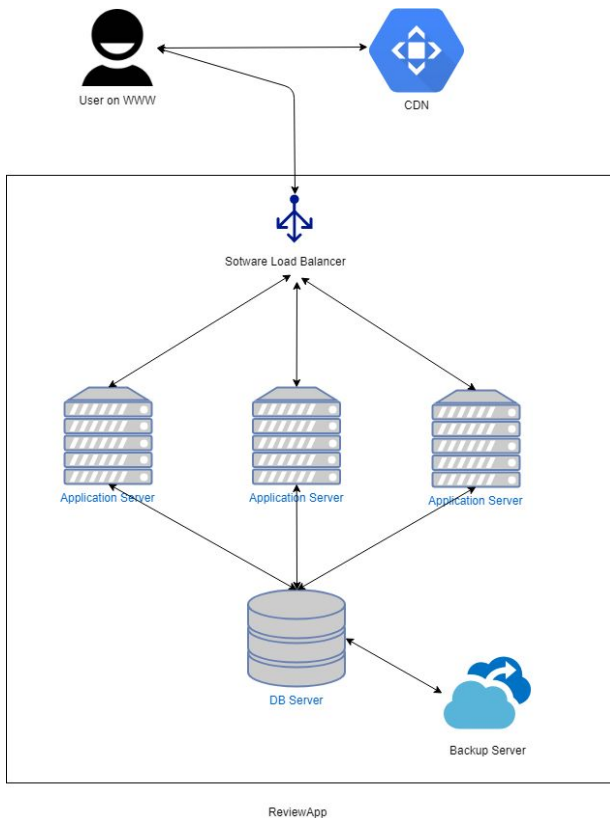 User on WWW
CDN
Sotware Load Balancer
Application Server
Application Server
Application Server
DB Server
Backup Server
ReviewApp